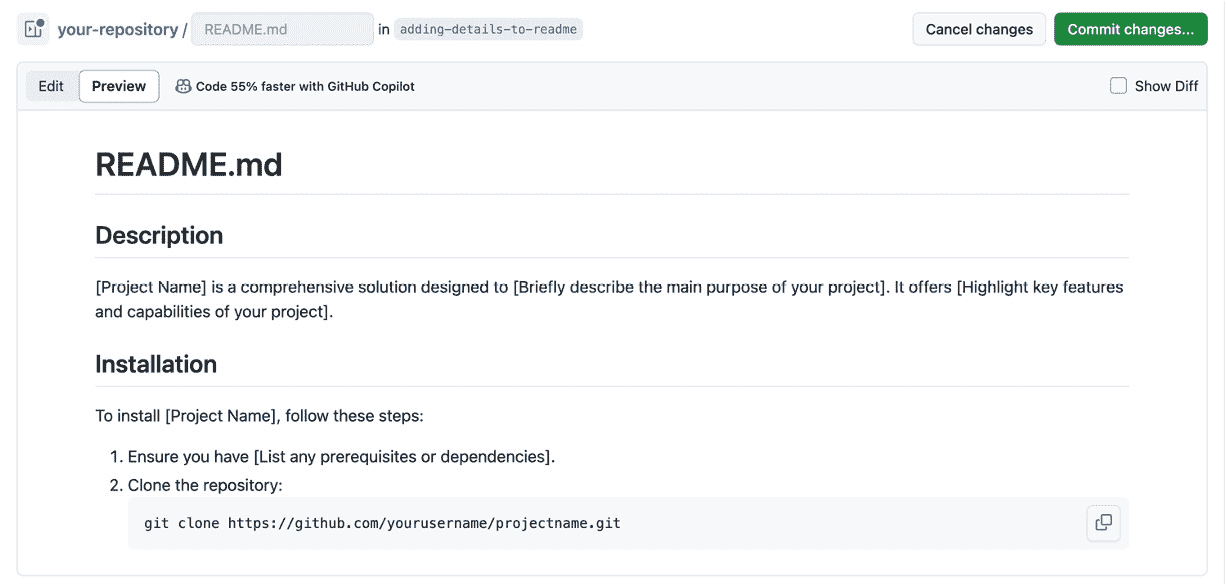 your-repository / README.md in adding-details-to-readme Cancel changes Commit changes...
Edit Preview Code 55% faster with GitHub Copilot Show Diff
README.md
Description
[Project Name] is a comprehensive solution designed to [Briefly describe the main purpose of your project]. It offers [Highlight key features
and capabilities of your project].
Installation
To install [Project Name], follow these steps:
1. Ensure you have [List any prerequisites or dependencies].
2. Clone the repository:
git clone https://github.com/yourusername/projectname.git